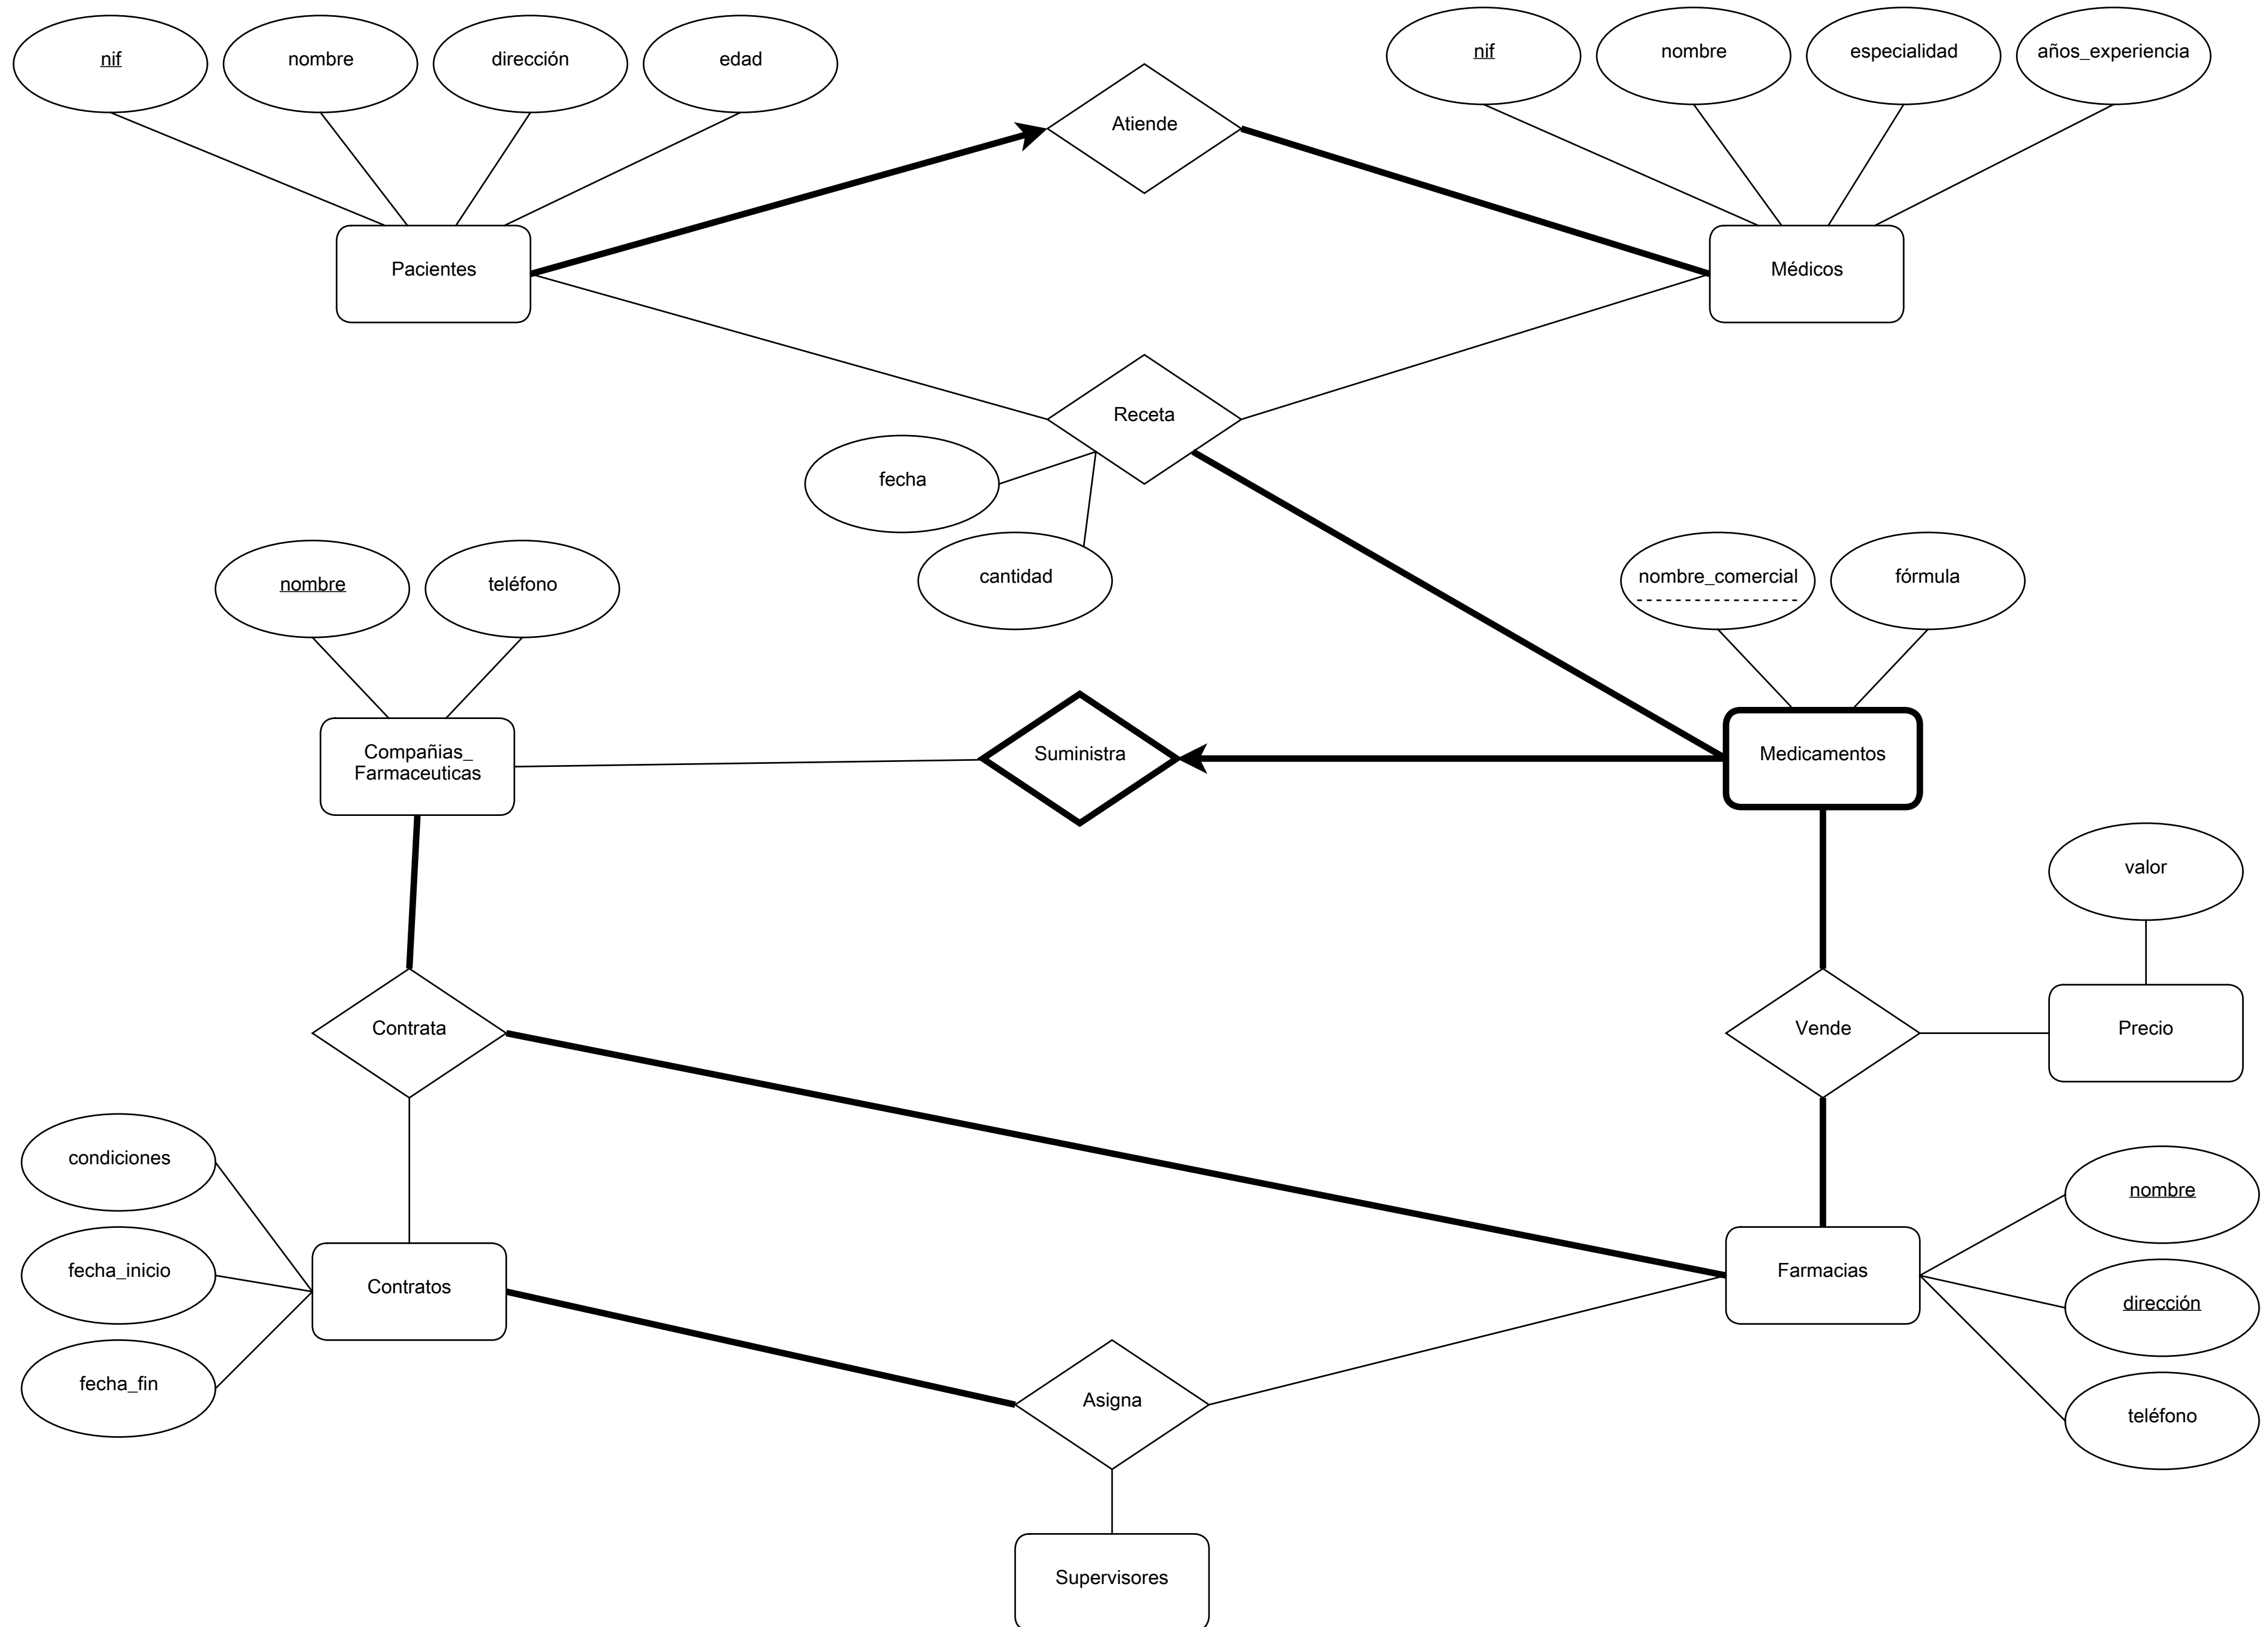 nif
nombre
dirección
edad
nif
nombre
especialidad
años_experiencia
Atiende
Pacientes
Médicos
Receta
fecha
cantidad
nombre
teléfono
nombre_comercial
fórmula
Compañias_
Farmaceuticas
Suministra
Medicamentos
valor
Contrata
Vende
Precio
condiciones
fecha_inicio
fecha_fin
Contratos
Farmacias
nombre
dirección
teléfono
Asigna
Supervisores